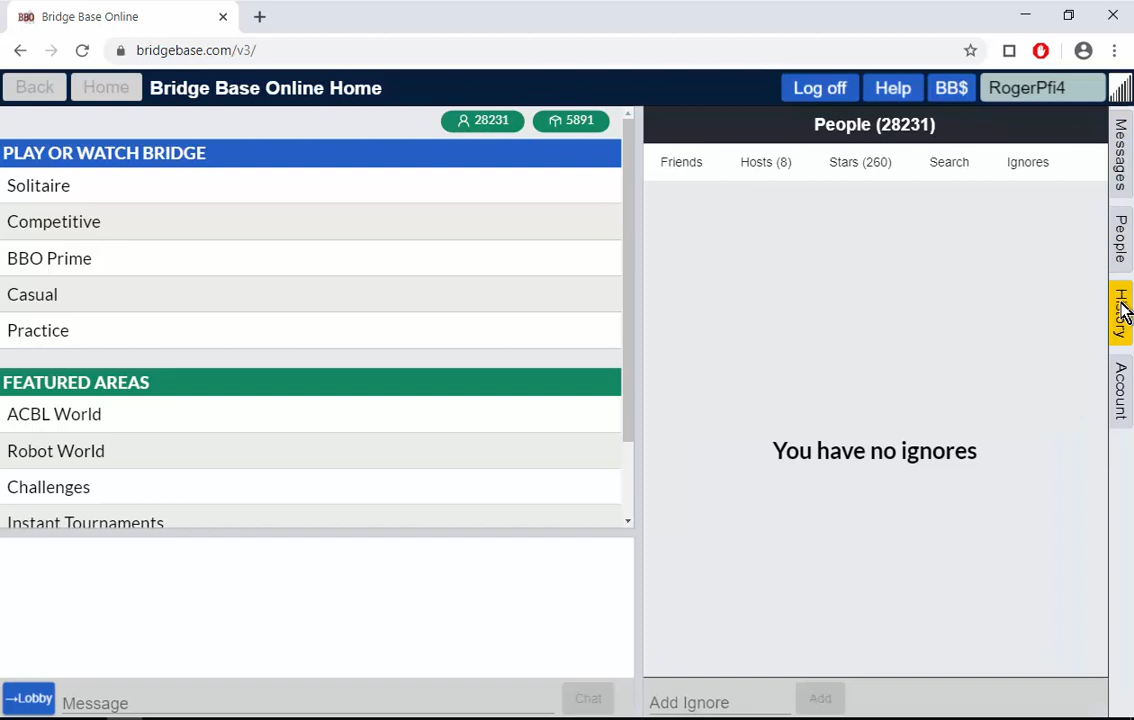 BBO Bridge Base Online
bridgebase.com/v3/
Back Home Bridge Base Online Home Log off Help BB$ RogerPfi4
28231 5891
PLAY OR WATCH BRIDGE
Solitaire
Competitive
BBO Prime
Casual
Practice
FEATURED AREAS
ACBL World
Robot World
Challenges
Instant Tournaments
→Lobby Message Chat
People (28231)
Friends Hosts (8) Stars (260) Search Ignores
You have no ignores
Add Ignore Add
Messages
People
History
Account